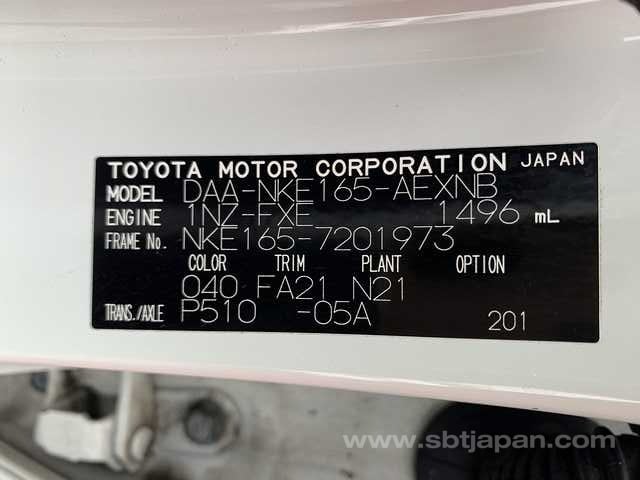 TOYOTA MOTOR CORPORATION JAPAN
MODEL DAA-NKE165-AEXNB
ENGINE 1NZ-FXE 1496 mL
FRAME No. NKE165-7201973
COLOR TRIM PLANT OPTION
040 FA21 N21
TRANS./AXLE P510 -05A 201
www.sbtjapan.com